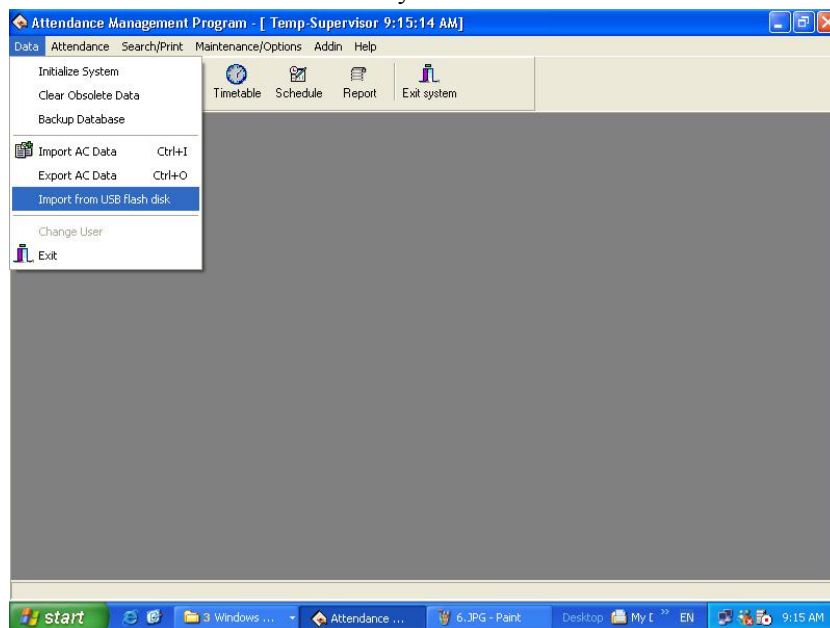 Attendance Management Program - [ Temp-Supervisor 9:15:14 AM]
Data Attendance Search/Print Maintenance/Options Addin Help
Initialize System
Clear Obsolete Data
Backup Database
Import AC Data Ctrl+I
Export AC Data Ctrl+O
Import from USB flash disk
Change User
Exit
Timetable Schedule Report Exit system
start 3 Windows ... Attendance ... 6.JPG - Paint Desktop My D » EN 9:15 AM